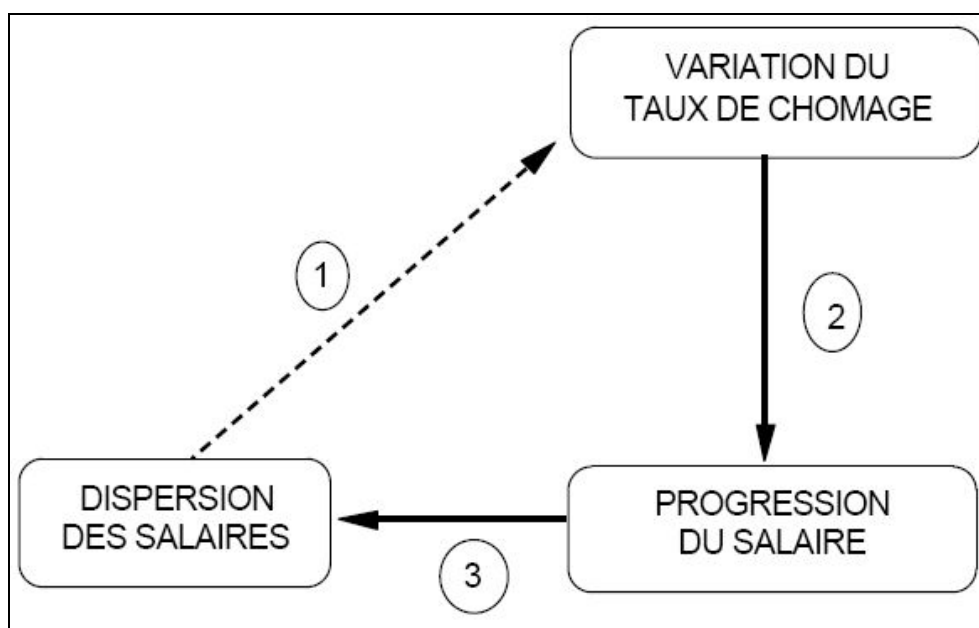 VARIATION DU
TAUX DE CHOMAGE
1
2
DISPERSION
DES SALAIRES
PROGRESSION
DU SALAIRE
3